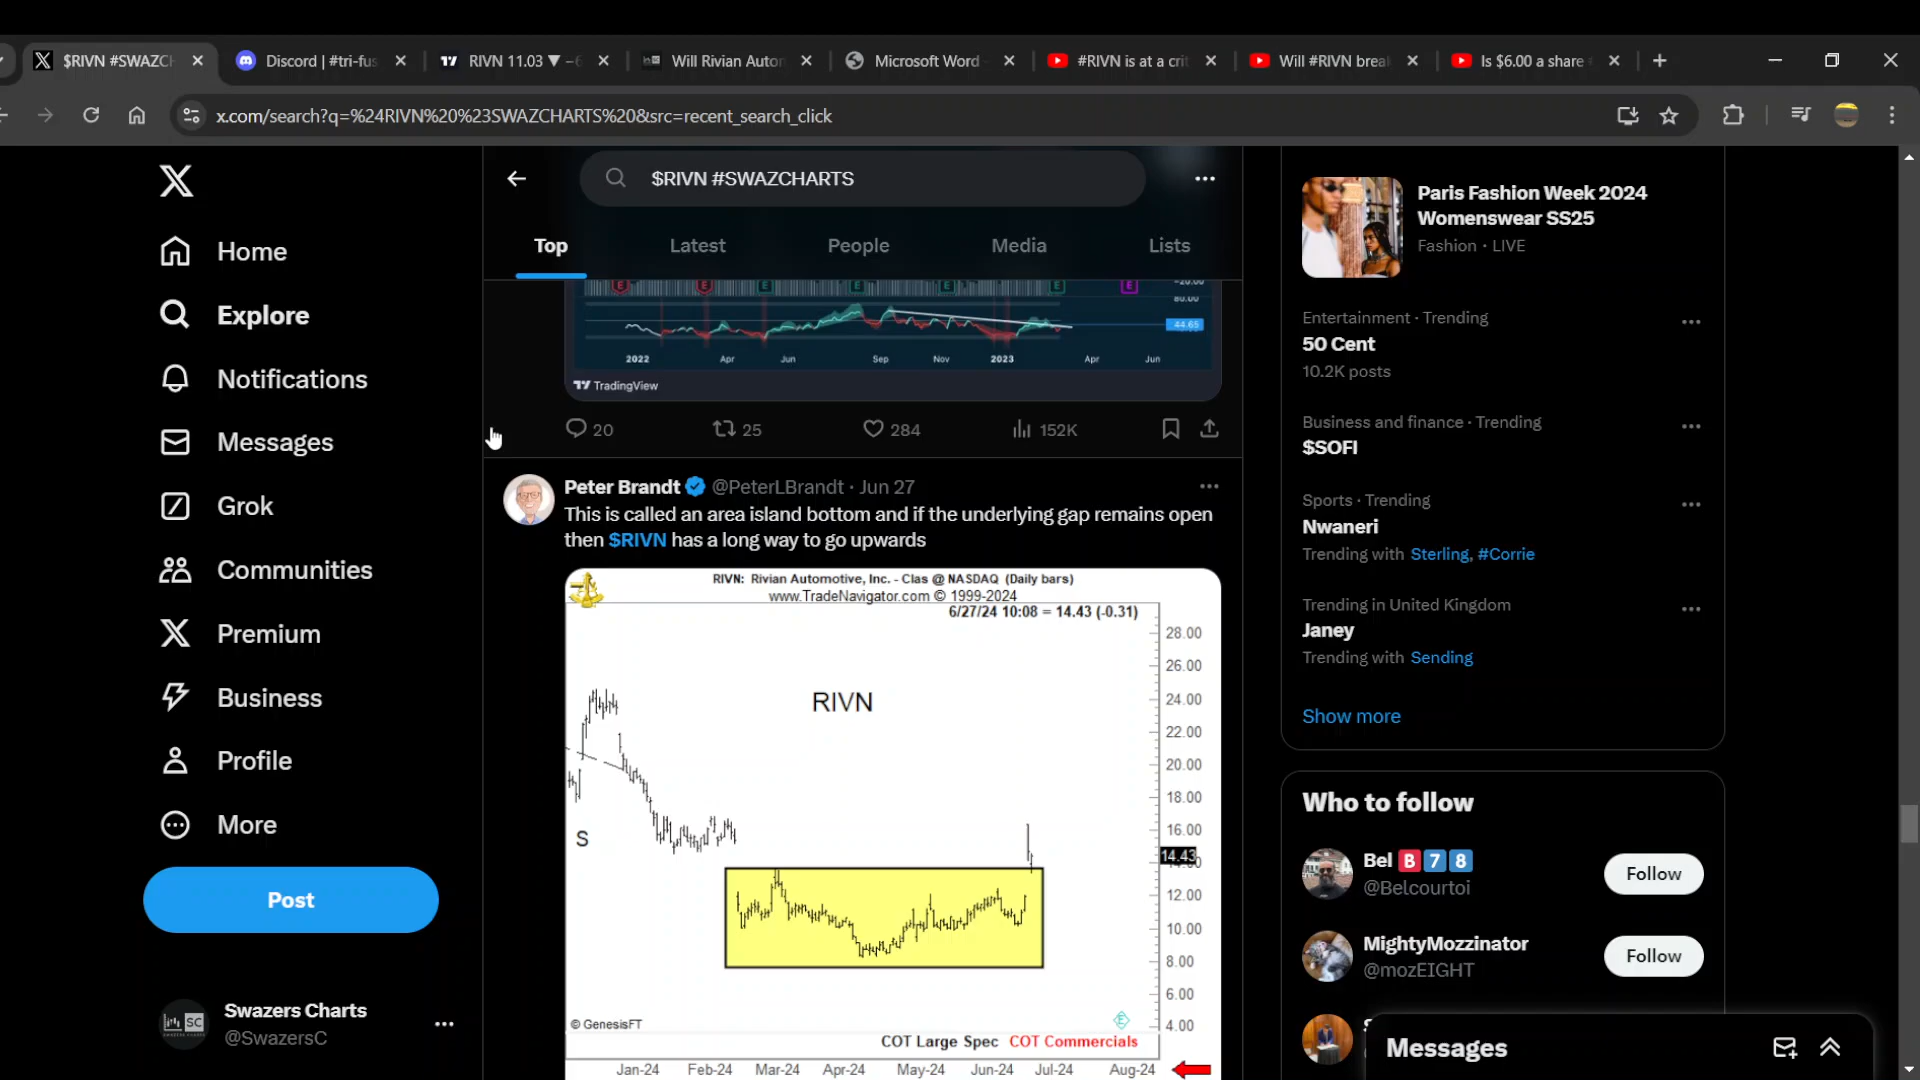 $RIVN #SWAZCH
Discord | #tri-fus
RIVN 11.03 ▼ −6
Will Rivian Auton
Microsoft Word
#RIVN is at a crit
Will #RIVN break
Is $6.00 a share
x.com/search?q=%24RIVN%20%23SWAZCHARTS%20&src=recent_search_click
Home
Explore
Notifications
Messages
Grok
Communities
Premium
Business
Profile
More
Post
Swazers Charts
@SwazersC
SC
$RIVN #SWAZCHARTS
Top
Latest
People
Media
Lists
E E E E E E E
-20.00
80.00
44.65
2022 Apr Jun Sep Nov 2023 Apr Jun
TradingView
20 25 284 152K
Peter Brandt @PeterLBrandt · Jun 27
This is called an area island bottom and if the underlying gap remains open
then $RIVN has a long way to go upwards
RIVN: Rivian Automotive, Inc. - Clas @ NASDAQ (Daily bars)
www.TradeNavigator.com © 1999-2024
6/27/24 10:08 = 14.43 (-0.31)
RIVN
S
28.00
26.00
24.00
22.00
20.00
18.00
16.00
14.43
12.00
10.00
8.00
6.00
4.00
© GenesisFT
E
COT Large Spec COT Commercials
Jan-24 Feb-24 Mar-24 Apr-24 May-24 Jun-24 Jul-24 Aug-24
Paris Fashion Week 2024
Womenswear SS25
Fashion · LIVE
Entertainment · Trending
50 Cent
10.2K posts
Business and finance · Trending
$SOFI
Sports · Trending
Nwaneri
Trending with Sterling, #Corrie
Trending in United Kingdom
Janey
Trending with Sending
Show more
Who to follow
Bel B 7 8
@Belcourtoi
Follow
MightyMozzinator
@mozEIGHT
Follow
Messages